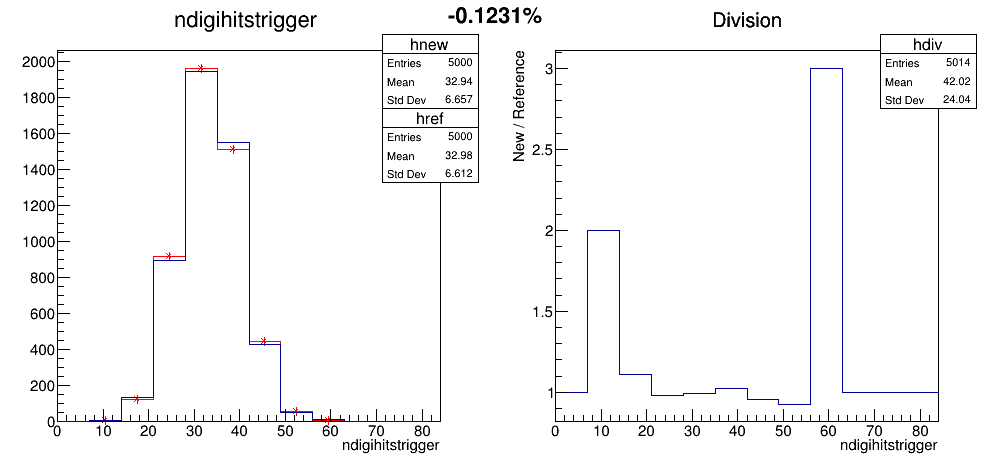 -0.1231%
ndigihitstrigger
hnew
Entries 5000
Mean 32.94
Std Dev 6.657
href
Entries 5000
Mean 32.98
Std Dev 6.612
2000
1800
1600
1400
1200
1000
800
600
400
200
0
0 10 20 30 40 50 60 70 80
ndigihitstrigger
Division
hdiv
Entries 5014
Mean 42.02
Std Dev 24.04
New / Reference
3
2.5
2
1.5
1
0 10 20 30 40 50 60 70 80
ndigihitstrigger